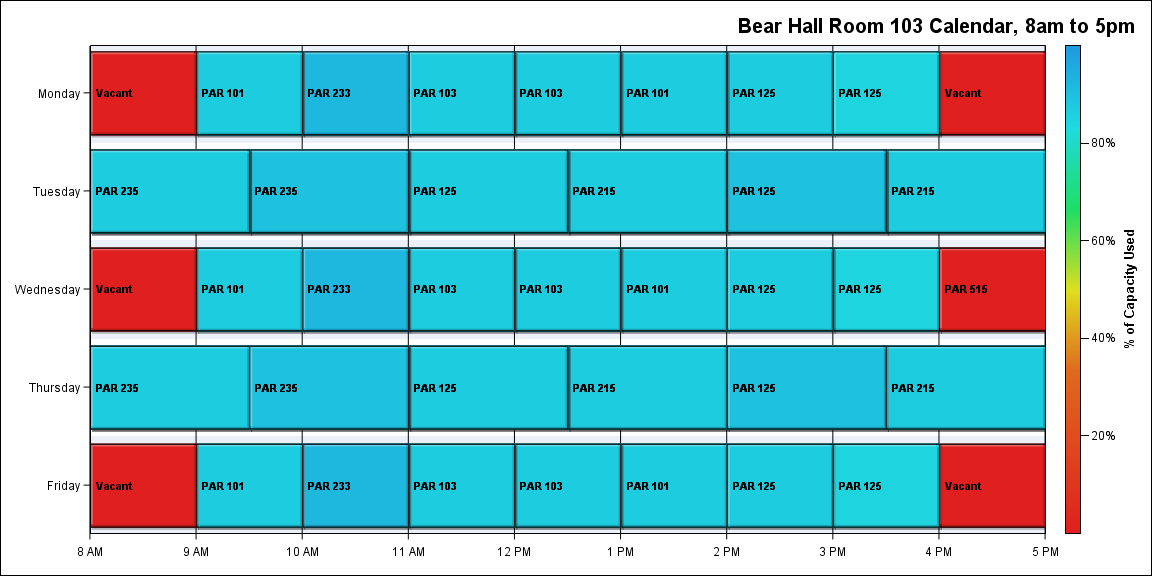 Bear Hall Room 103 Calendar, 8am to 5pm
Monday
Vacant
PAR 101
PAR 233
PAR 103
PAR 103
PAR 101
PAR 125
PAR 125
Vacant
Tuesday
PAR 235
PAR 235
PAR 125
PAR 215
PAR 125
PAR 215
Wednesday
Vacant
PAR 101
PAR 233
PAR 103
PAR 103
PAR 101
PAR 125
PAR 125
PAR 515
Thursday
PAR 235
PAR 235
PAR 125
PAR 215
PAR 125
PAR 215
Friday
Vacant
PAR 101
PAR 233
PAR 103
PAR 103
PAR 101
PAR 125
PAR 125
Vacant
8 AM
9 AM
10 AM
11 AM
12 PM
1 PM
2 PM
3 PM
4 PM
5 PM
80%
60%
40%
20%
% of Capacity Used